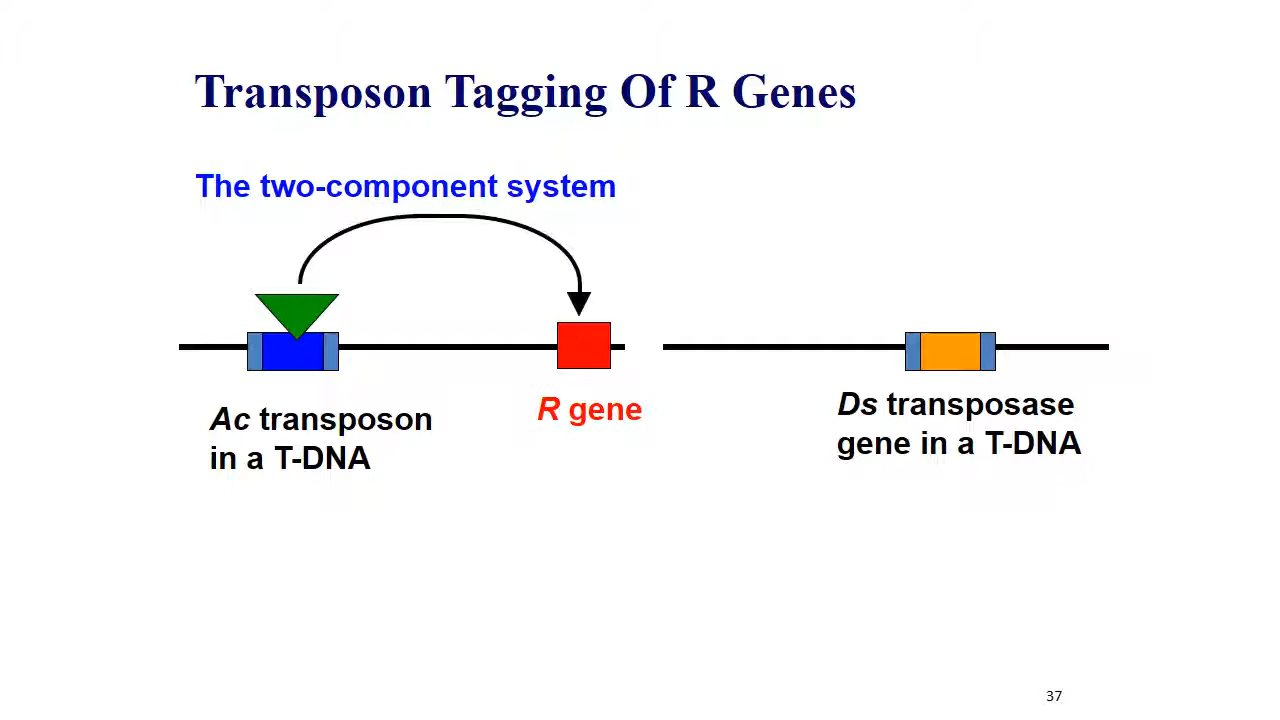 Transposon Tagging Of R Genes
The two-component system
Ac transposon
in a T-DNA
R gene
Ds transposase
gene in a T-DNA
37